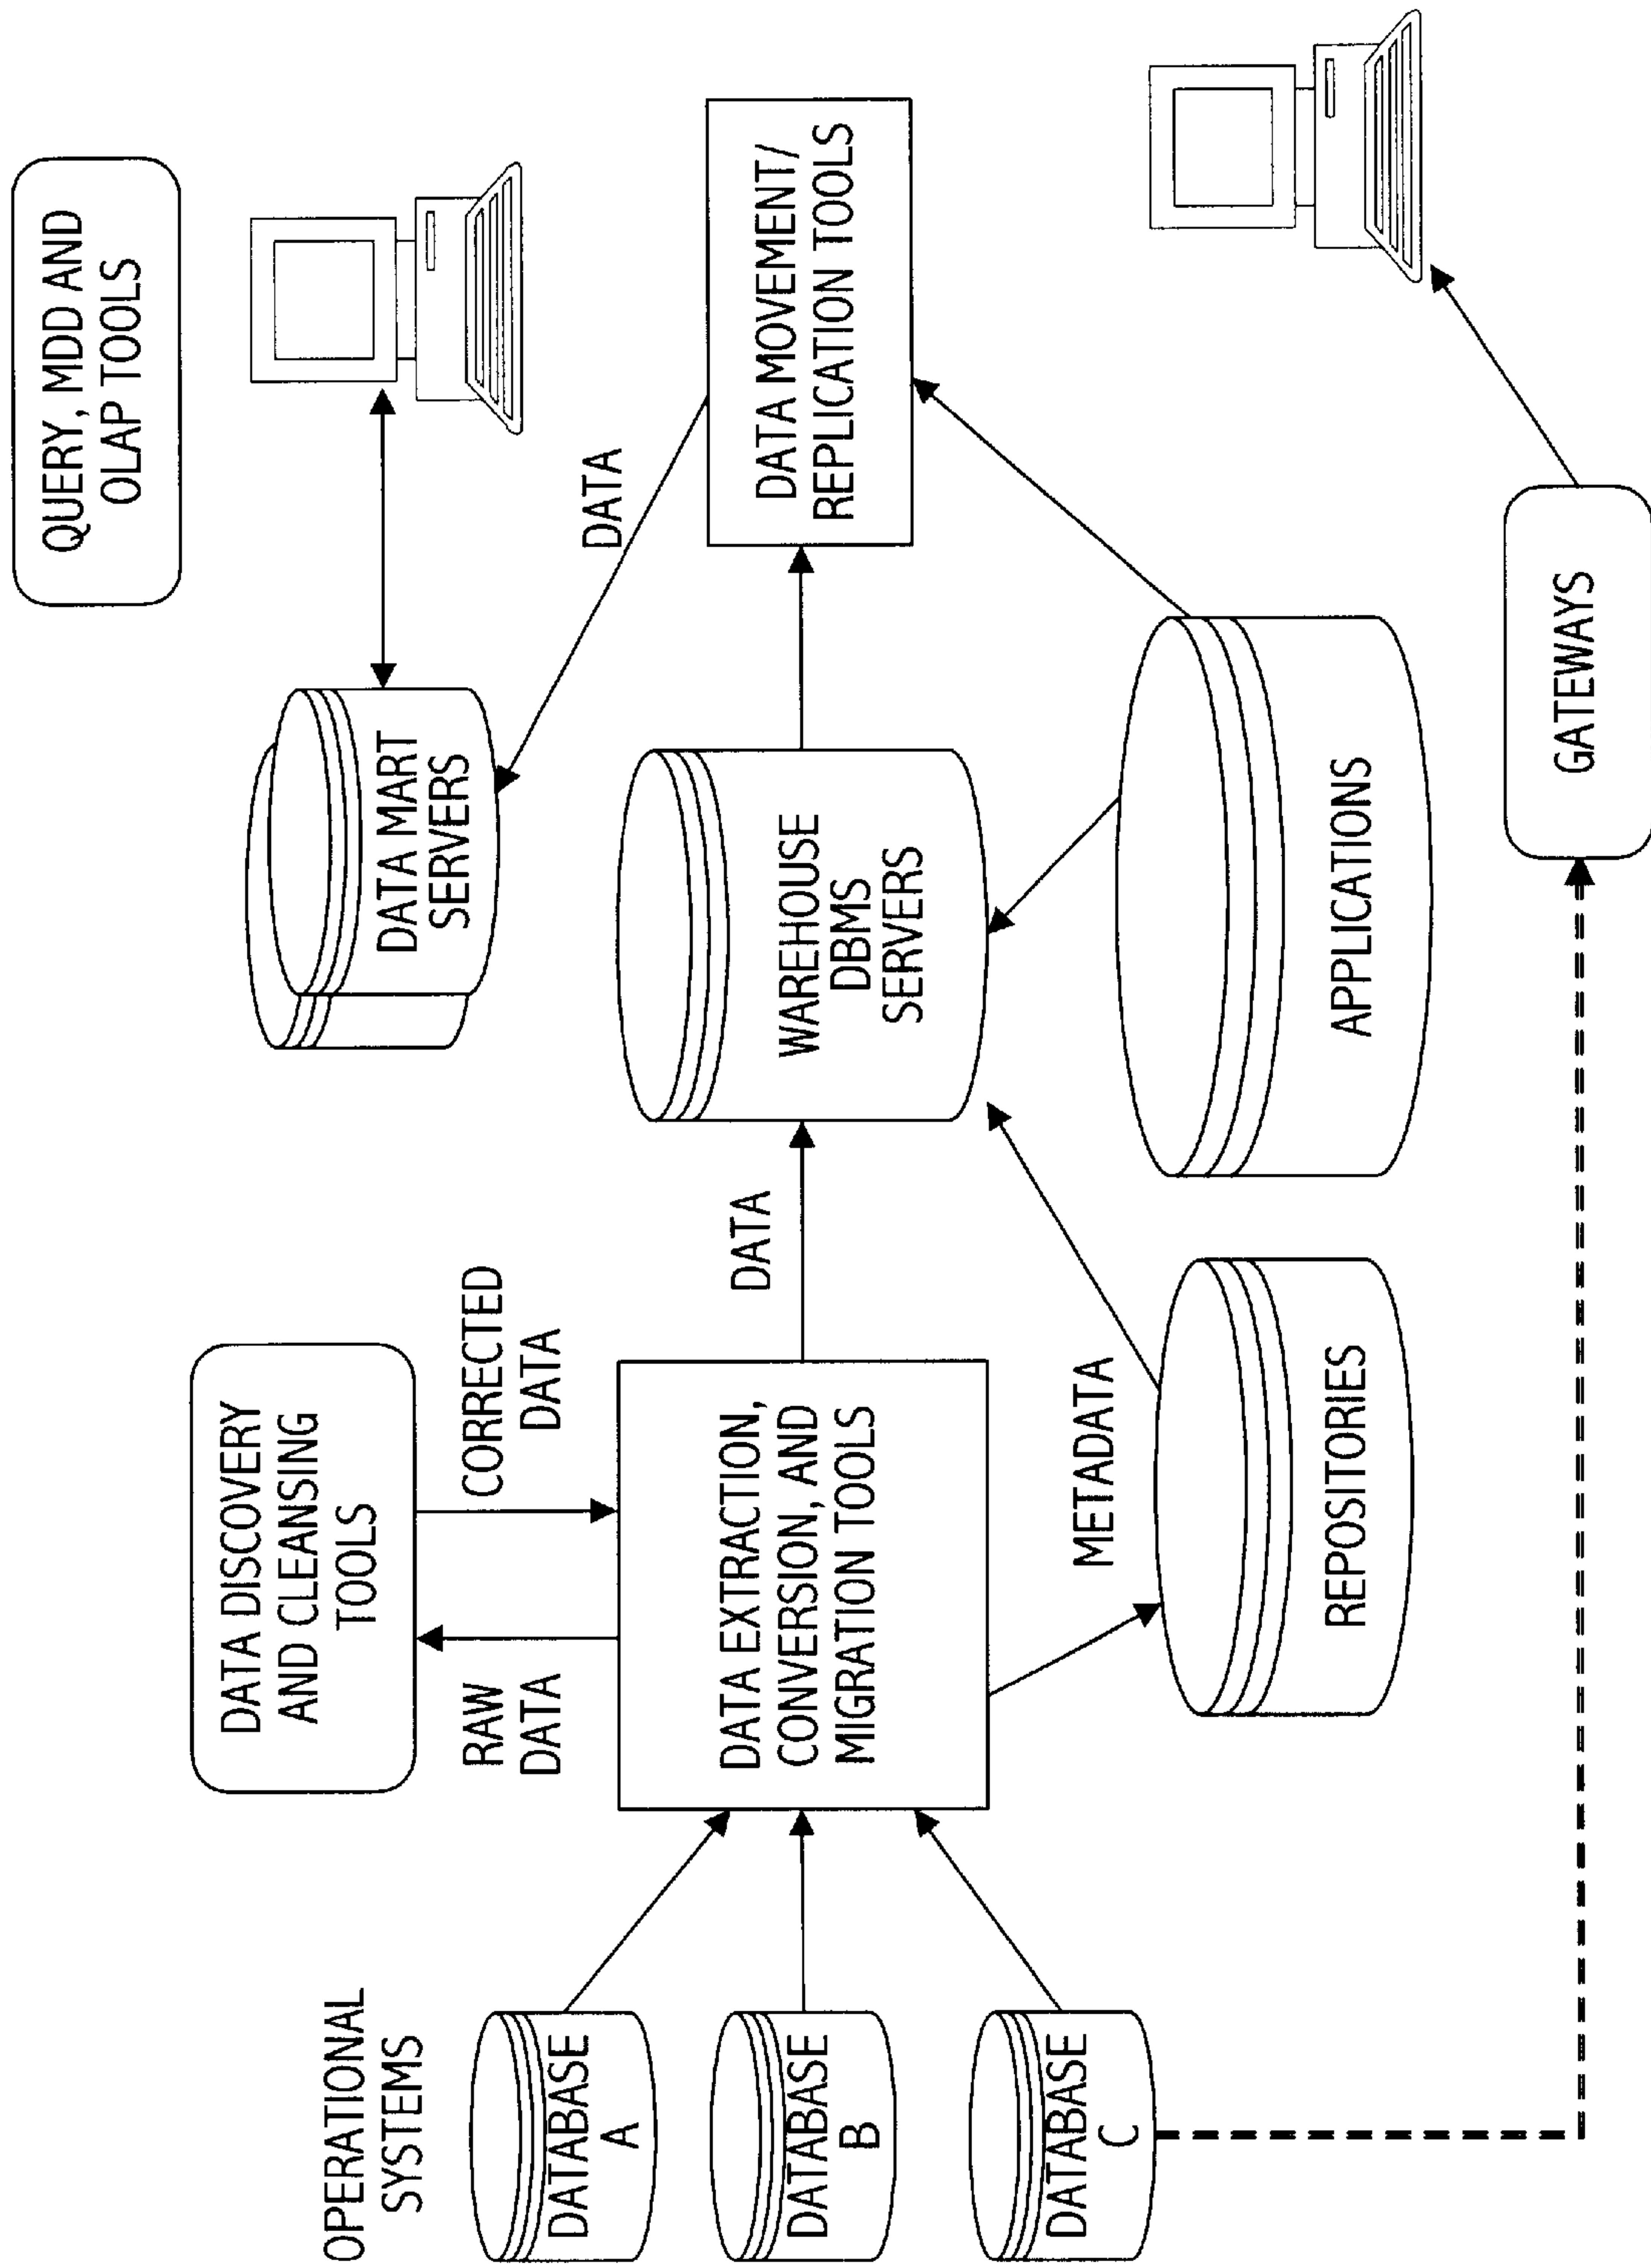 OPERATIONAL
SYSTEMS
DATABASE
A
DATABASE
B
DATABASE
C
DATA DISCOVERY
AND CLEANSING
TOOLS
RAW
DATA
CORRECTED
DATA
DATA EXTRACTION,
CONVERSION, AND
MIGRATION TOOLS
METADATA
REPOSITORIES
DATA
WAREHOUSE
DBMS
SERVERS
APPLICATIONS
DATA MART
SERVERS
DATA
QUERY, MDD AND
OLAP TOOLS
DATA MOVEMENT/
REPLICATION TOOLS
GATEWAYS